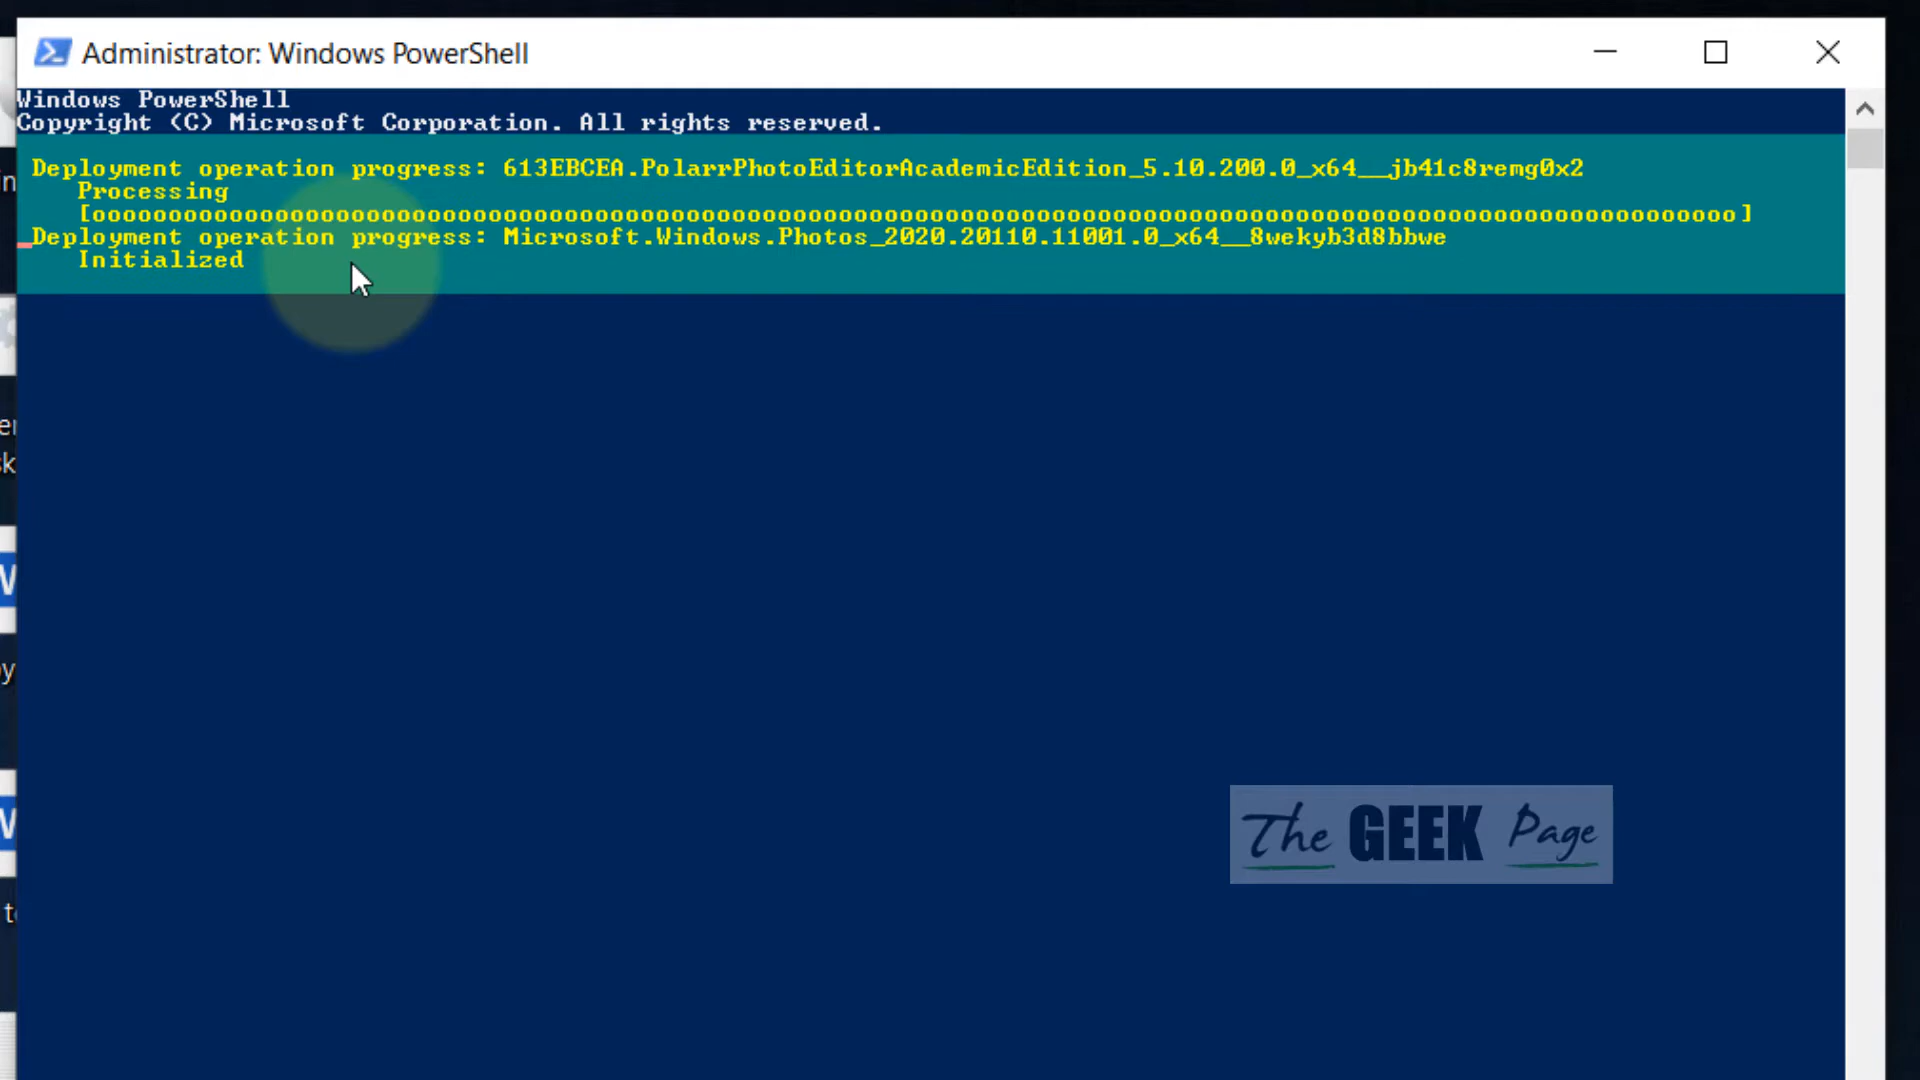 Administrator: Windows PowerShell
Windows PowerShell
Copyright (C) Microsoft Corporation. All rights reserved.
Deployment operation progress: 613EBCEA.PolarrPhotoEditorAcademicEdition_5.10.200.0_x64__jb41c8remg0x2
Processing
[oooooooooooooooooooooooooooooooooooooooooooooooooooooooooooooooooooooooooooooooooooooooooooooooooooooooooooo]
Deployment operation progress: Microsoft.Windows.Photos_2020.20110.11001.0_x64__8wekyb3d8bbwe
Initialized
The GEEK Page